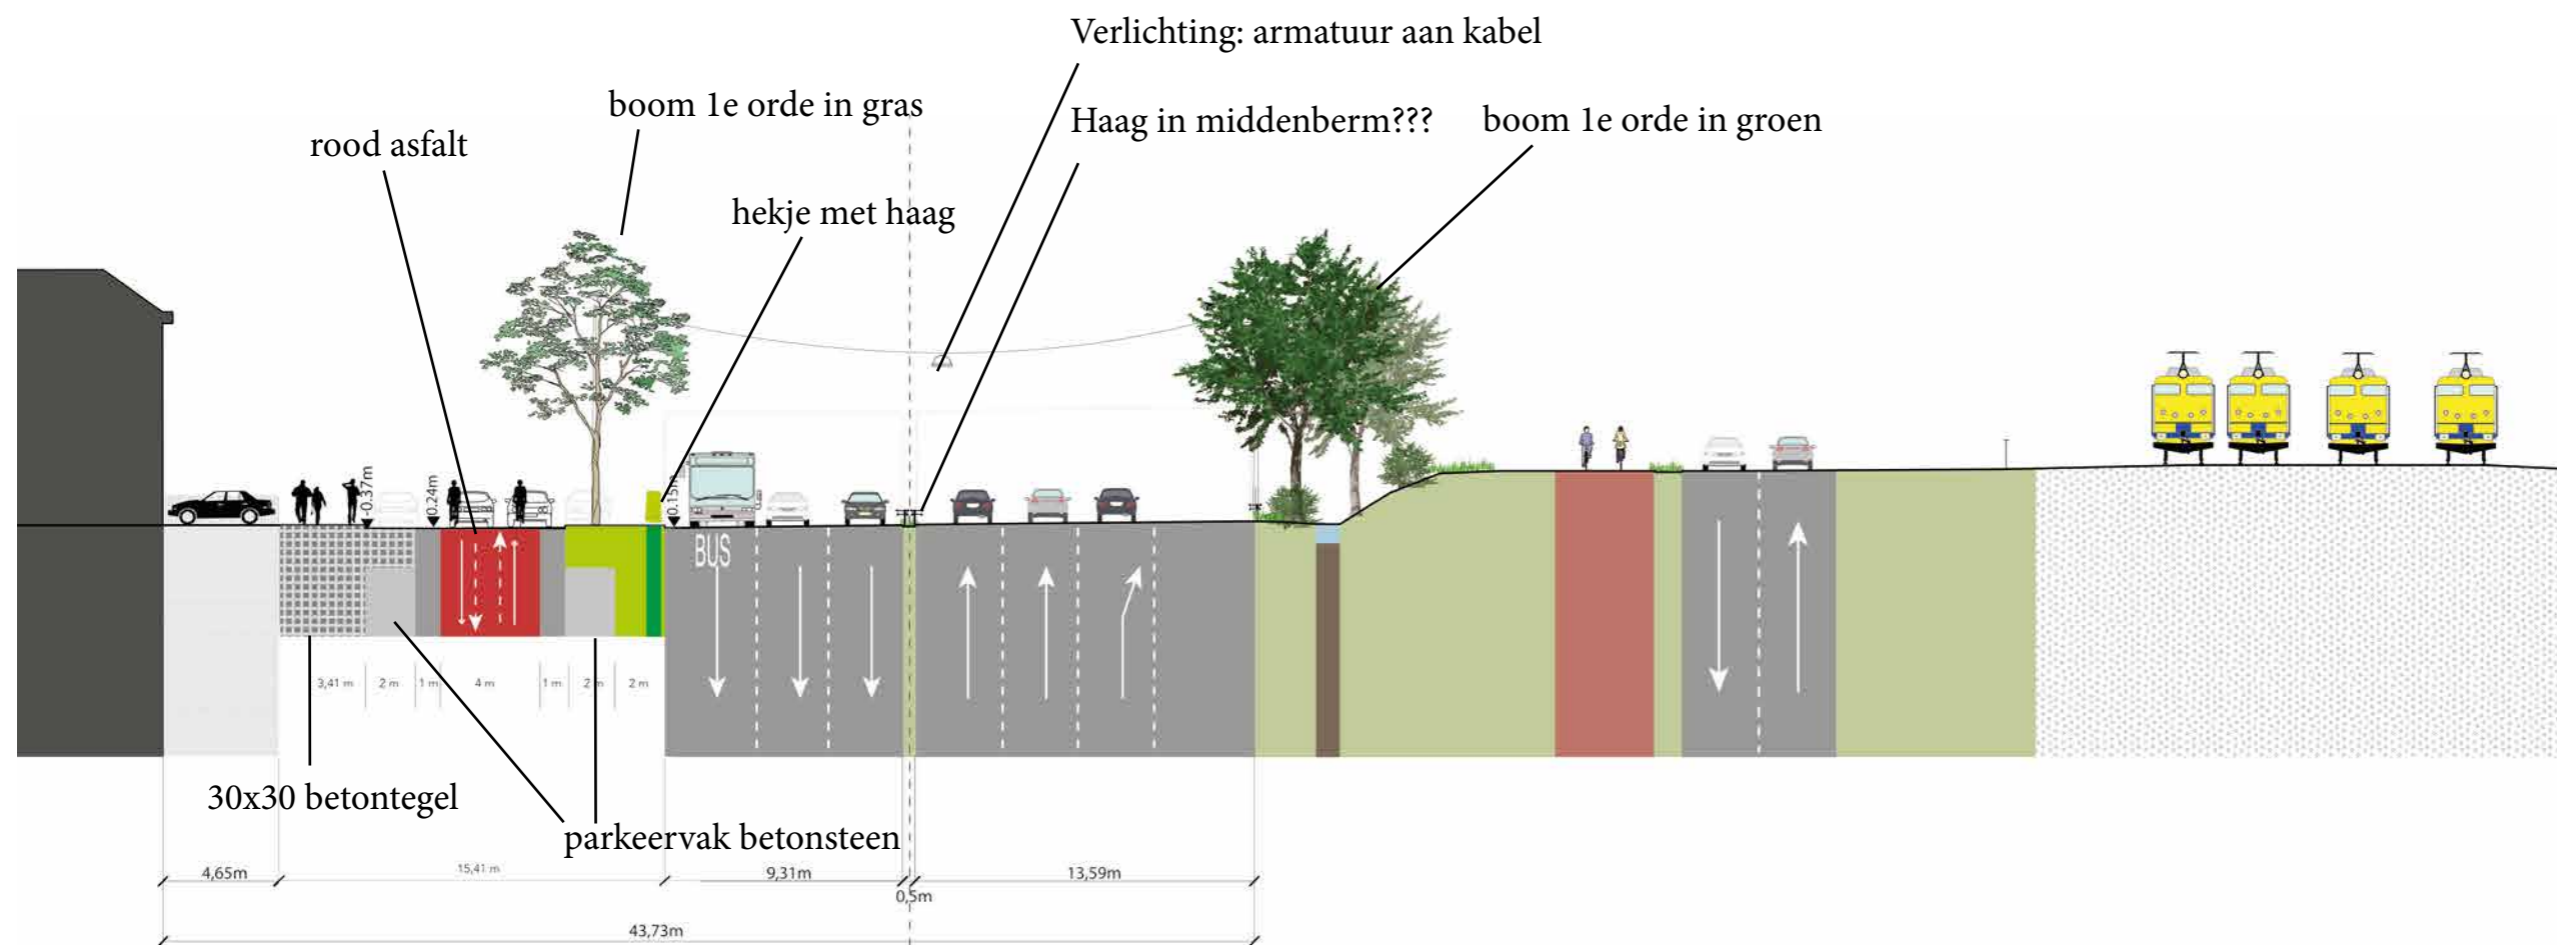 Verlichting: armatuur aan kabel
boom 1e orde in gras
Haag in middenberm???
boom 1e orde in groen
rood asfalt
hekje met haag
-0.37m
0.24m
0.15m
BUS
3,41 m
2 m
1 m
4 m
1 m
2 m
2 m
30x30 betontegel
parkeervak betonsteen
4,65m
15,41 m
9,31m
13,59m
0,5m
43,73m